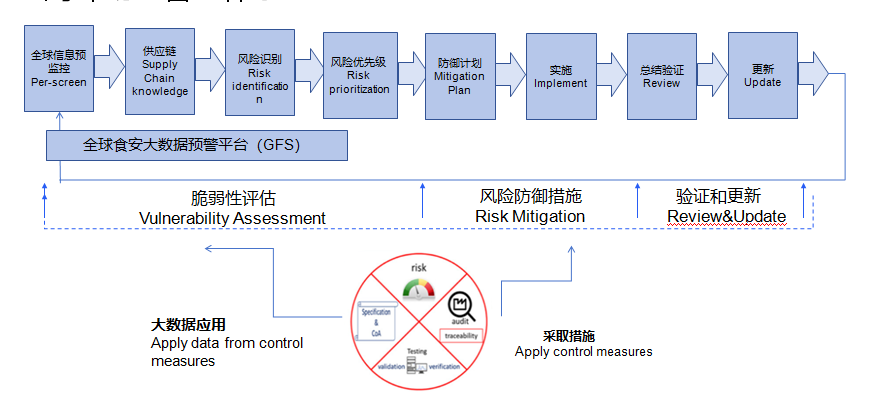 全球信息预
监控
Per-screen
供应链
Supply
Chain
knowledge
风险识别
Risk
identificatio
n
风险优先级
Risk
prioritization
防御计划
Mitigation
Plan
实施
Implement
总结验证
Review
更新
Update
全球食安大数据预警平台（GFS）
脆弱性评估
Vulnerability Assessment
风险防御措施
Risk Mitigation
验证和更新
Review&Update
大数据应用
Apply data from control
measures
risk
Specification
&
CoA
audit
traceability
Testing
validation
verification
采取措施
Apply control measures